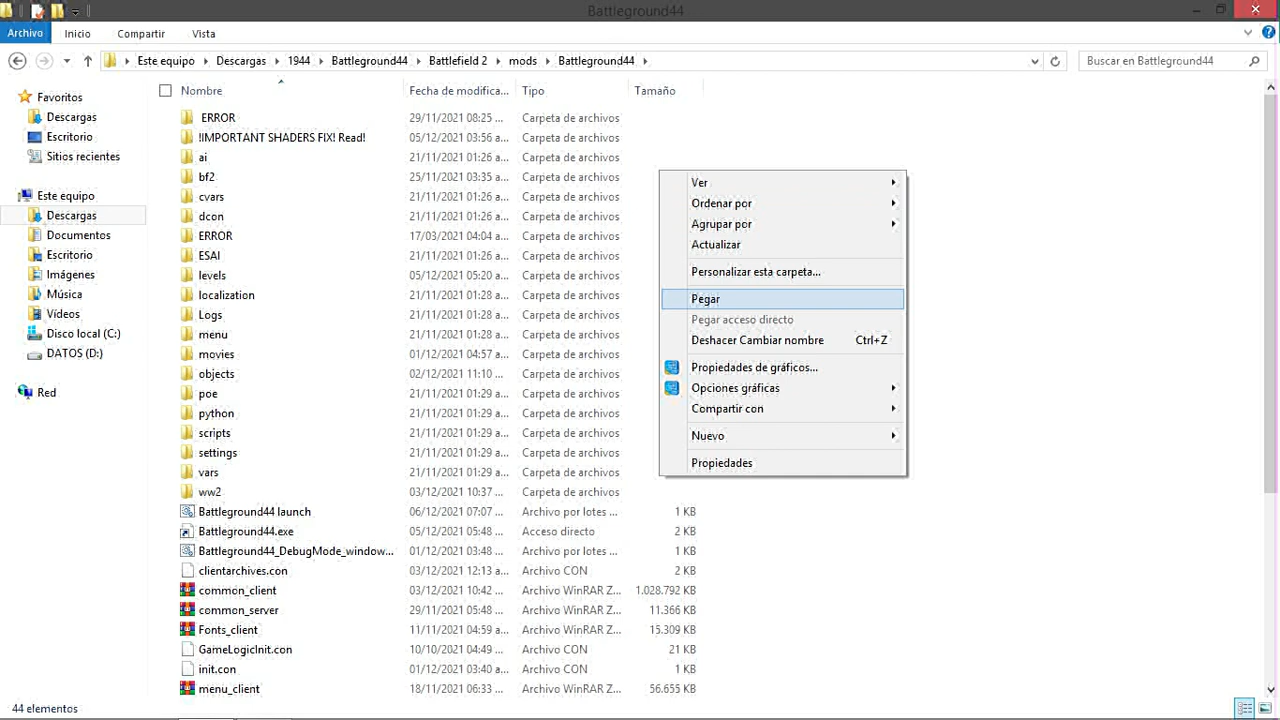 Battleground44
Archivo Inicio Compartir Vista
Este equipo Descargas 1944 Battleground44 Battlefield 2 mods Battleground44 Buscar en Battleground44
Nombre Fecha de modifica... Tipo Tamaño
Favoritos
Descargas
Escritorio
Sitios recientes
Este equipo
Descargas
Documentos
Escritorio
Imágenes
Música
Vídeos
Disco local (C:)
DATOS (D:)
Red
ERROR 29/11/2021 08:25 ... Carpeta de archivos
!IMPORTANT SHADERS FIX! Read! 05/12/2021 03:56 a... Carpeta de archivos
ai 21/11/2021 01:26 a... Carpeta de archivos
bf2 25/11/2021 03:35 a... Carpeta de archivos
cvars 21/11/2021 01:26 a... Carpeta de archivos
dcon 21/11/2021 01:26 a... Carpeta de archivos
ERROR 17/03/2021 04:04 a... Carpeta de archivos
ESAI 21/11/2021 01:26 a... Carpeta de archivos
levels 05/12/2021 05:20 a... Carpeta de archivos
localization 21/11/2021 01:28 a... Carpeta de archivos
Logs 21/11/2021 01:28 a... Carpeta de archivos
menu 21/11/2021 01:28 a... Carpeta de archivos
movies 01/12/2021 04:57 a... Carpeta de archivos
objects 02/12/2021 11:10 ... Carpeta de archivos
poe 21/11/2021 01:29 a... Carpeta de archivos
python 21/11/2021 01:29 a... Carpeta de archivos
scripts 21/11/2021 01:29 a... Carpeta de archivos
settings 21/11/2021 01:29 a... Carpeta de archivos
vars 21/11/2021 01:29 a... Carpeta de archivos
ww2 03/12/2021 10:37 ... Carpeta de archivos
Battleground44 launch 06/12/2021 07:07 ... Archivo por lotes ... 1 KB
Battleground44.exe 05/12/2021 05:48 ... Acceso directo 2 KB
Battleground44_DebugMode_window... 01/12/2021 03:48 ... Archivo por lotes ... 1 KB
clientarchives.con 03/12/2021 12:13 a... Archivo CON 2 KB
common_client 03/12/2021 10:42 ... Archivo WinRAR Z... 1.028.792 KB
common_server 29/11/2021 05:48 ... Archivo WinRAR Z... 11.366 KB
Fonts_client 11/11/2021 04:59 a... Archivo WinRAR Z... 15.309 KB
GameLogicInit.con 10/10/2021 04:49 ... Archivo CON 21 KB
init.con 01/12/2021 03:40 a... Archivo CON 1 KB
menu_client 18/11/2021 06:33 ... Archivo WinRAR Z... 56.655 KB
Ver
Ordenar por
Agrupar por
Actualizar
Personalizar esta carpeta...
Pegar
Pegar acceso directo
Deshacer Cambiar nombre Ctrl+Z
Propiedades de gráficos...
Opciones gráficas
Compartir con
Nuevo
Propiedades
44 elementos